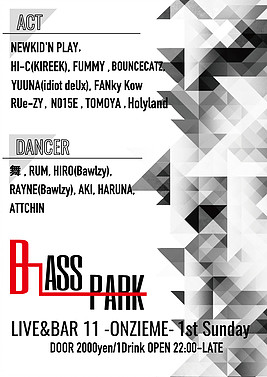 ACT
NEWKID'N PLAY,
HI-C(KIREEK), FUMMY , BOUNCECATZ,
YUUNA(idiot delUx), FANky Kow
RUe-ZY , NO15E , TOMOYA . Holyland
DANCER
舞 , RUM, HIRO(Bawlzy),
RAYNE(Bawlzy), AKI, HARUNA,
ATTCHIN
BASS
PARK
LIVE&BAR 11 -ONZIEME- 1st Sunday
DOOR 2000yen/1Drink OPEN 22:00-LATE